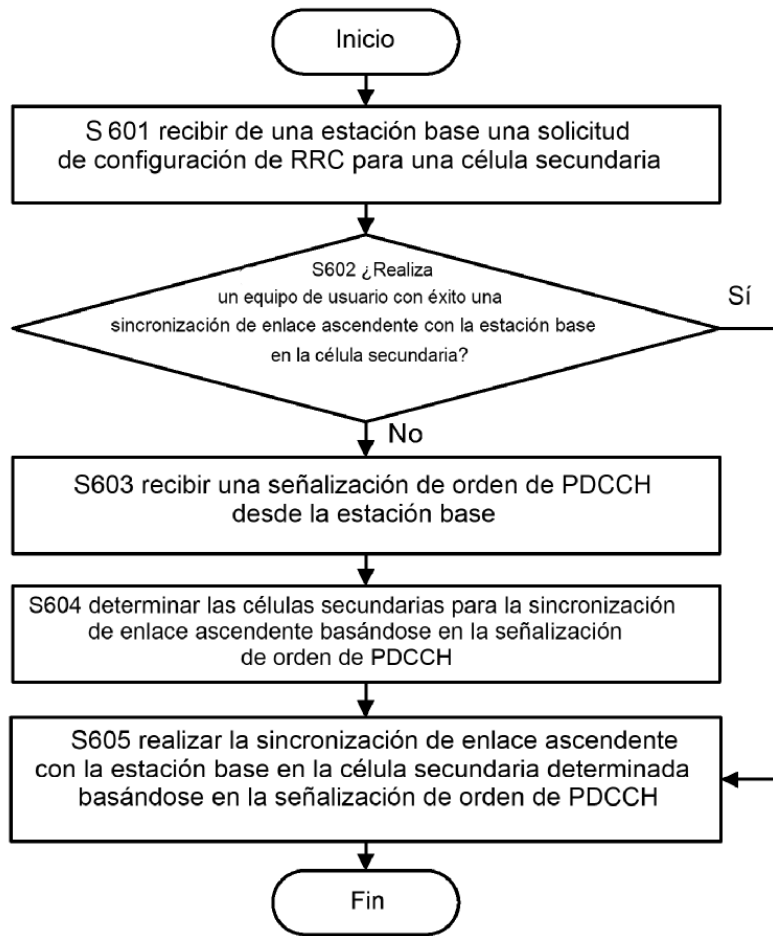 Inicio
S 601 recibir de una estación base una solicitud
de configuración de RRC para una célula secundaria
S602 ¿Realiza
un equipo de usuario con éxito una
sincronización de enlace ascendente con la estación base
en la célula secundaria?
Sí
No
S603 recibir una señalización de orden de PDCCH
desde la estación base
S604 determinar las células secundarias para la sincronización
de enlace ascendente basándose en la señalización
de orden de PDCCH
S605 realizar la sincronización de enlace ascendente
con la estación base en la célula secundaria determinada
basándose en la señalización de orden de PDCCH
Fin